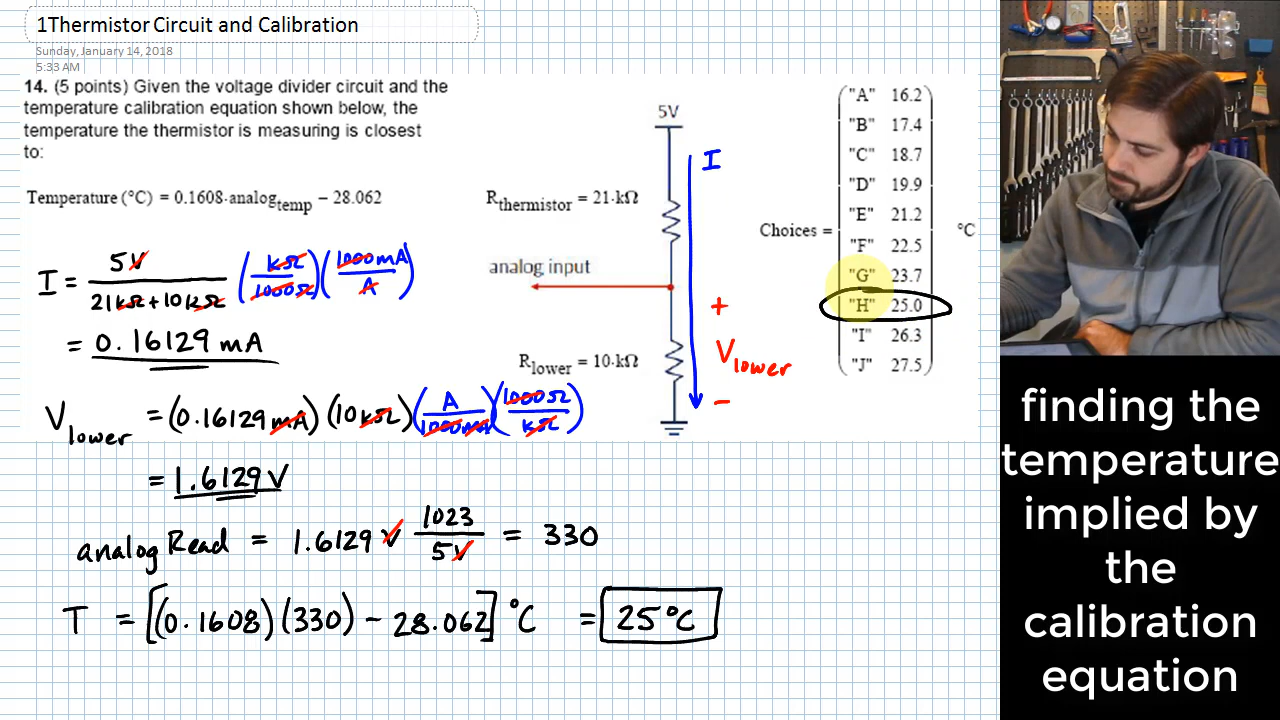 1Thermistor Circuit and Calibration
Sunday, January 14, 2018
5:33 AM
14. (5 points) Given the voltage divider circuit and the
temperature calibration equation shown below, the
temperature the thermistor is measuring is closest
to:
Temperature (°C) = 0.1608·analog_temp − 28.062
I = 5V / (21kΩ + 10kΩ) (kΩ / 1000Ω) (1000mA / A)
= 0.16129 mA
V_lower = (0.16129 mA) (10kΩ) (A / 1000mA) (1000Ω / kΩ)
= 1.6129 V
analogRead = 1.6129 V 1023 / 5V = 330
T = [(0.1608)(330) − 28.062] °C = 25°C
5V
I
R_thermistor = 21·kΩ
analog input
+
V_lower
R_lower = 10·kΩ
−
Choices =
"A" 16.2
"B" 17.4
"C" 18.7
"D" 19.9
"E" 21.2
"F" 22.5
"G" 23.7
"H" 25.0
"I" 26.3
"J" 27.5
°C
finding the
temperature
implied by
the
calibration
equation